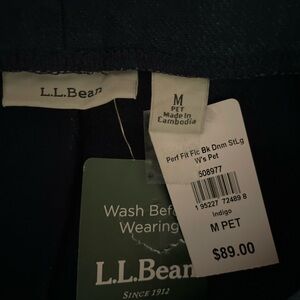 L.L.Bean
M
PET
Made in
Cambodia
Perf Fit Flc Bk Dnm StLg
W's Pet
508977
1 95227 72489 8
Indigo
M PET
$89.00
Wash Before
Wearing
L.L.Bean
SINCE 1912